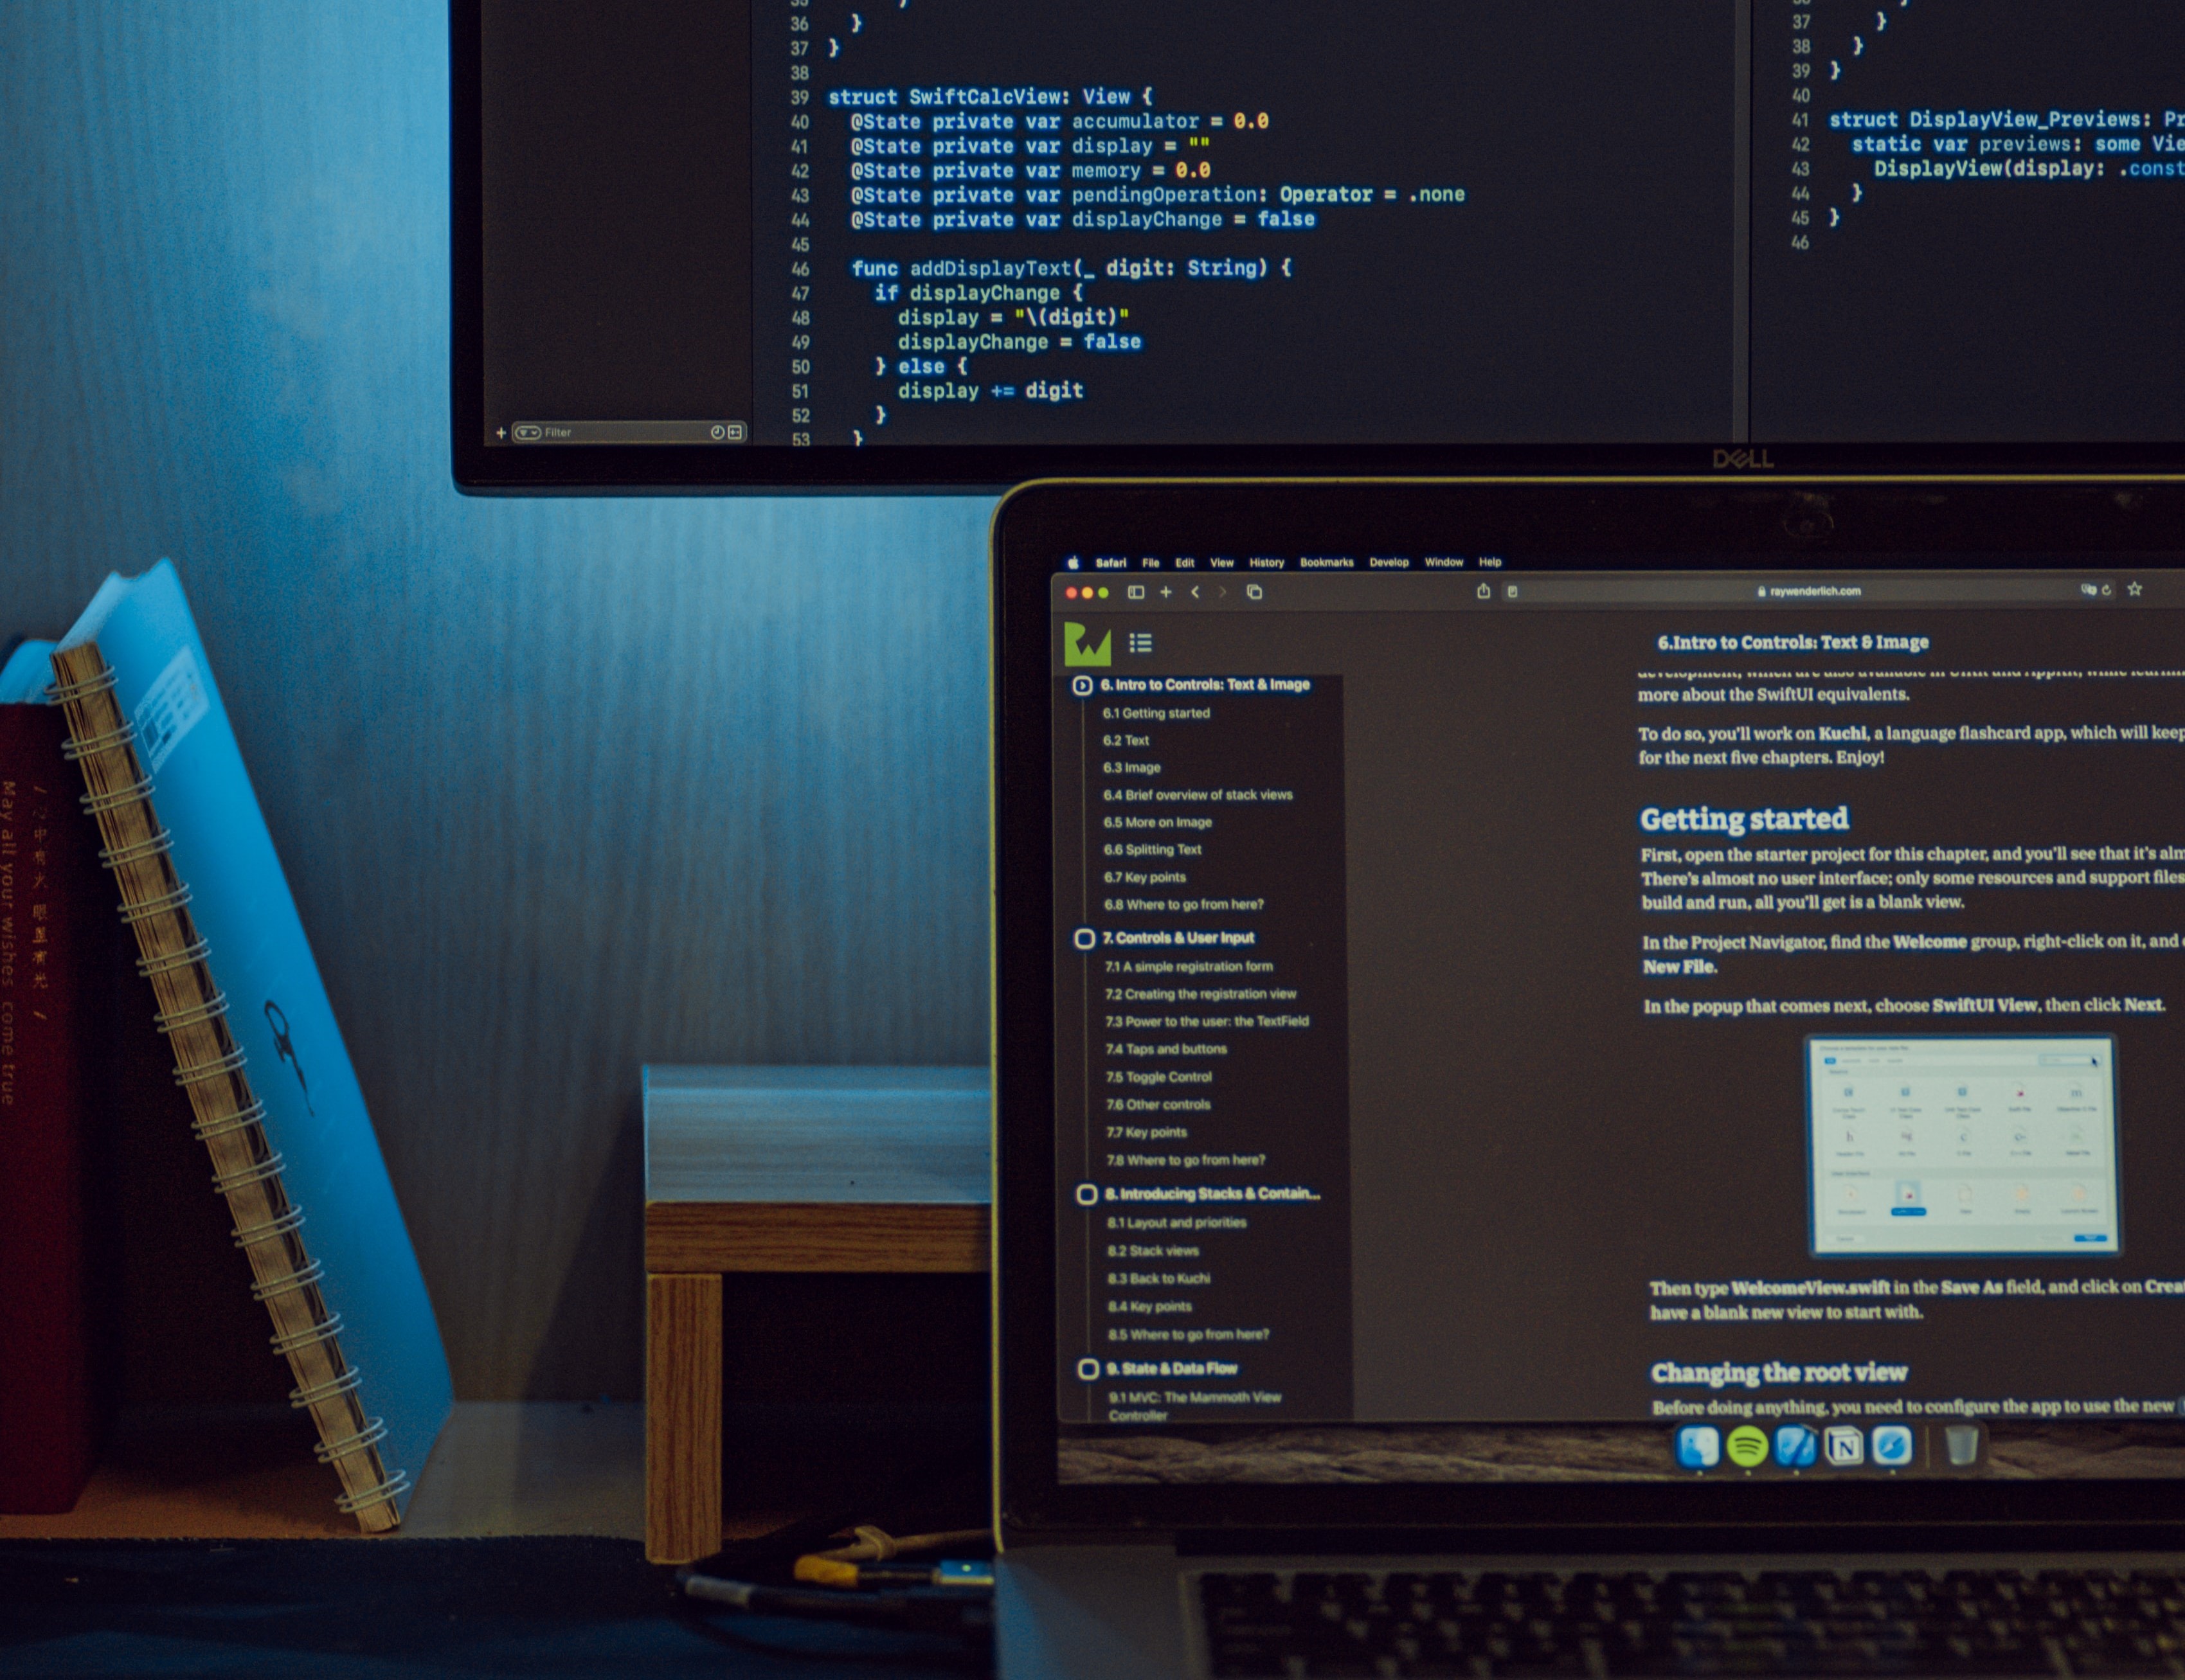 36 }
37 }
38
39 struct SwiftCalcView: View {
40 @State private var accumulator = 0.0
41 @State private var display = ""
42 @State private var memory = 0.0
43 @State private var pendingOperation: Operator = .none
44 @State private var displayChange = false
45
46 func addDisplayText(_ digit: String) {
47 if displayChange {
48 display = "\(digit)"
49 displayChange = false
50 } else {
51 display += digit
52 }
53 }
Filter
37 }
38 }
39 }
40
41 struct DisplayView_Previews: Pr
42 static var previews: some Vie
43 DisplayView(display: .const
44 }
45 }
46
DELL
Safari File Edit View History Bookmarks Develop Window Help
raywenderlich.com
6.Intro to Controls: Text & Image
6. Intro to Controls: Text & Image
6.1 Getting started
6.2 Text
6.3 Image
6.4 Brief overview of stack views
6.5 More on Image
6.6 Splitting Text
6.7 Key points
6.8 Where to go from here?
7. Controls & User Input
7.1 A simple registration form
7.2 Creating the registration view
7.3 Power to the user: the TextField
7.4 Taps and buttons
7.5 Toggle Control
7.6 Other controls
7.7 Key points
7.8 Where to go from here?
8. Introducing Stacks & Contain...
8.1 Layout and priorities
8.2 Stack views
8.3 Back to Kuchi
8.4 Key points
8.5 Where to go from here?
9. State & Data Flow
9.1 MVC: The Mammoth View
Controller
more about the SwiftUI equivalents.
To do so, you'll work on Kuchi, a language flashcard app, which will keep
for the next five chapters. Enjoy!
Getting started
First, open the starter project for this chapter, and you'll see that it's alm
There's almost no user interface; only some resources and support files
build and run, all you'll get is a blank view.
In the Project Navigator, find the Welcome group, right-click on it, and
New File.
In the popup that comes next, choose SwiftUI View, then click Next.
Then type WelcomeView.swift in the Save As field, and click on Crea
have a blank new view to start with.
Changing the root view
Before doing anything, you need to configure the app to use the new
May all your wishes come true